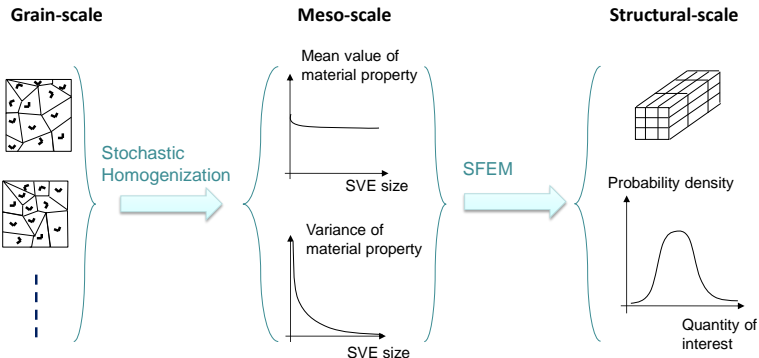 Grain-scale
Meso-scale
Structural-scale
Stochastic
Homogenization
Mean value of
material property
SVE size
Variance of
material property
SVE size
SFEM
Probability density
Quantity of
interest